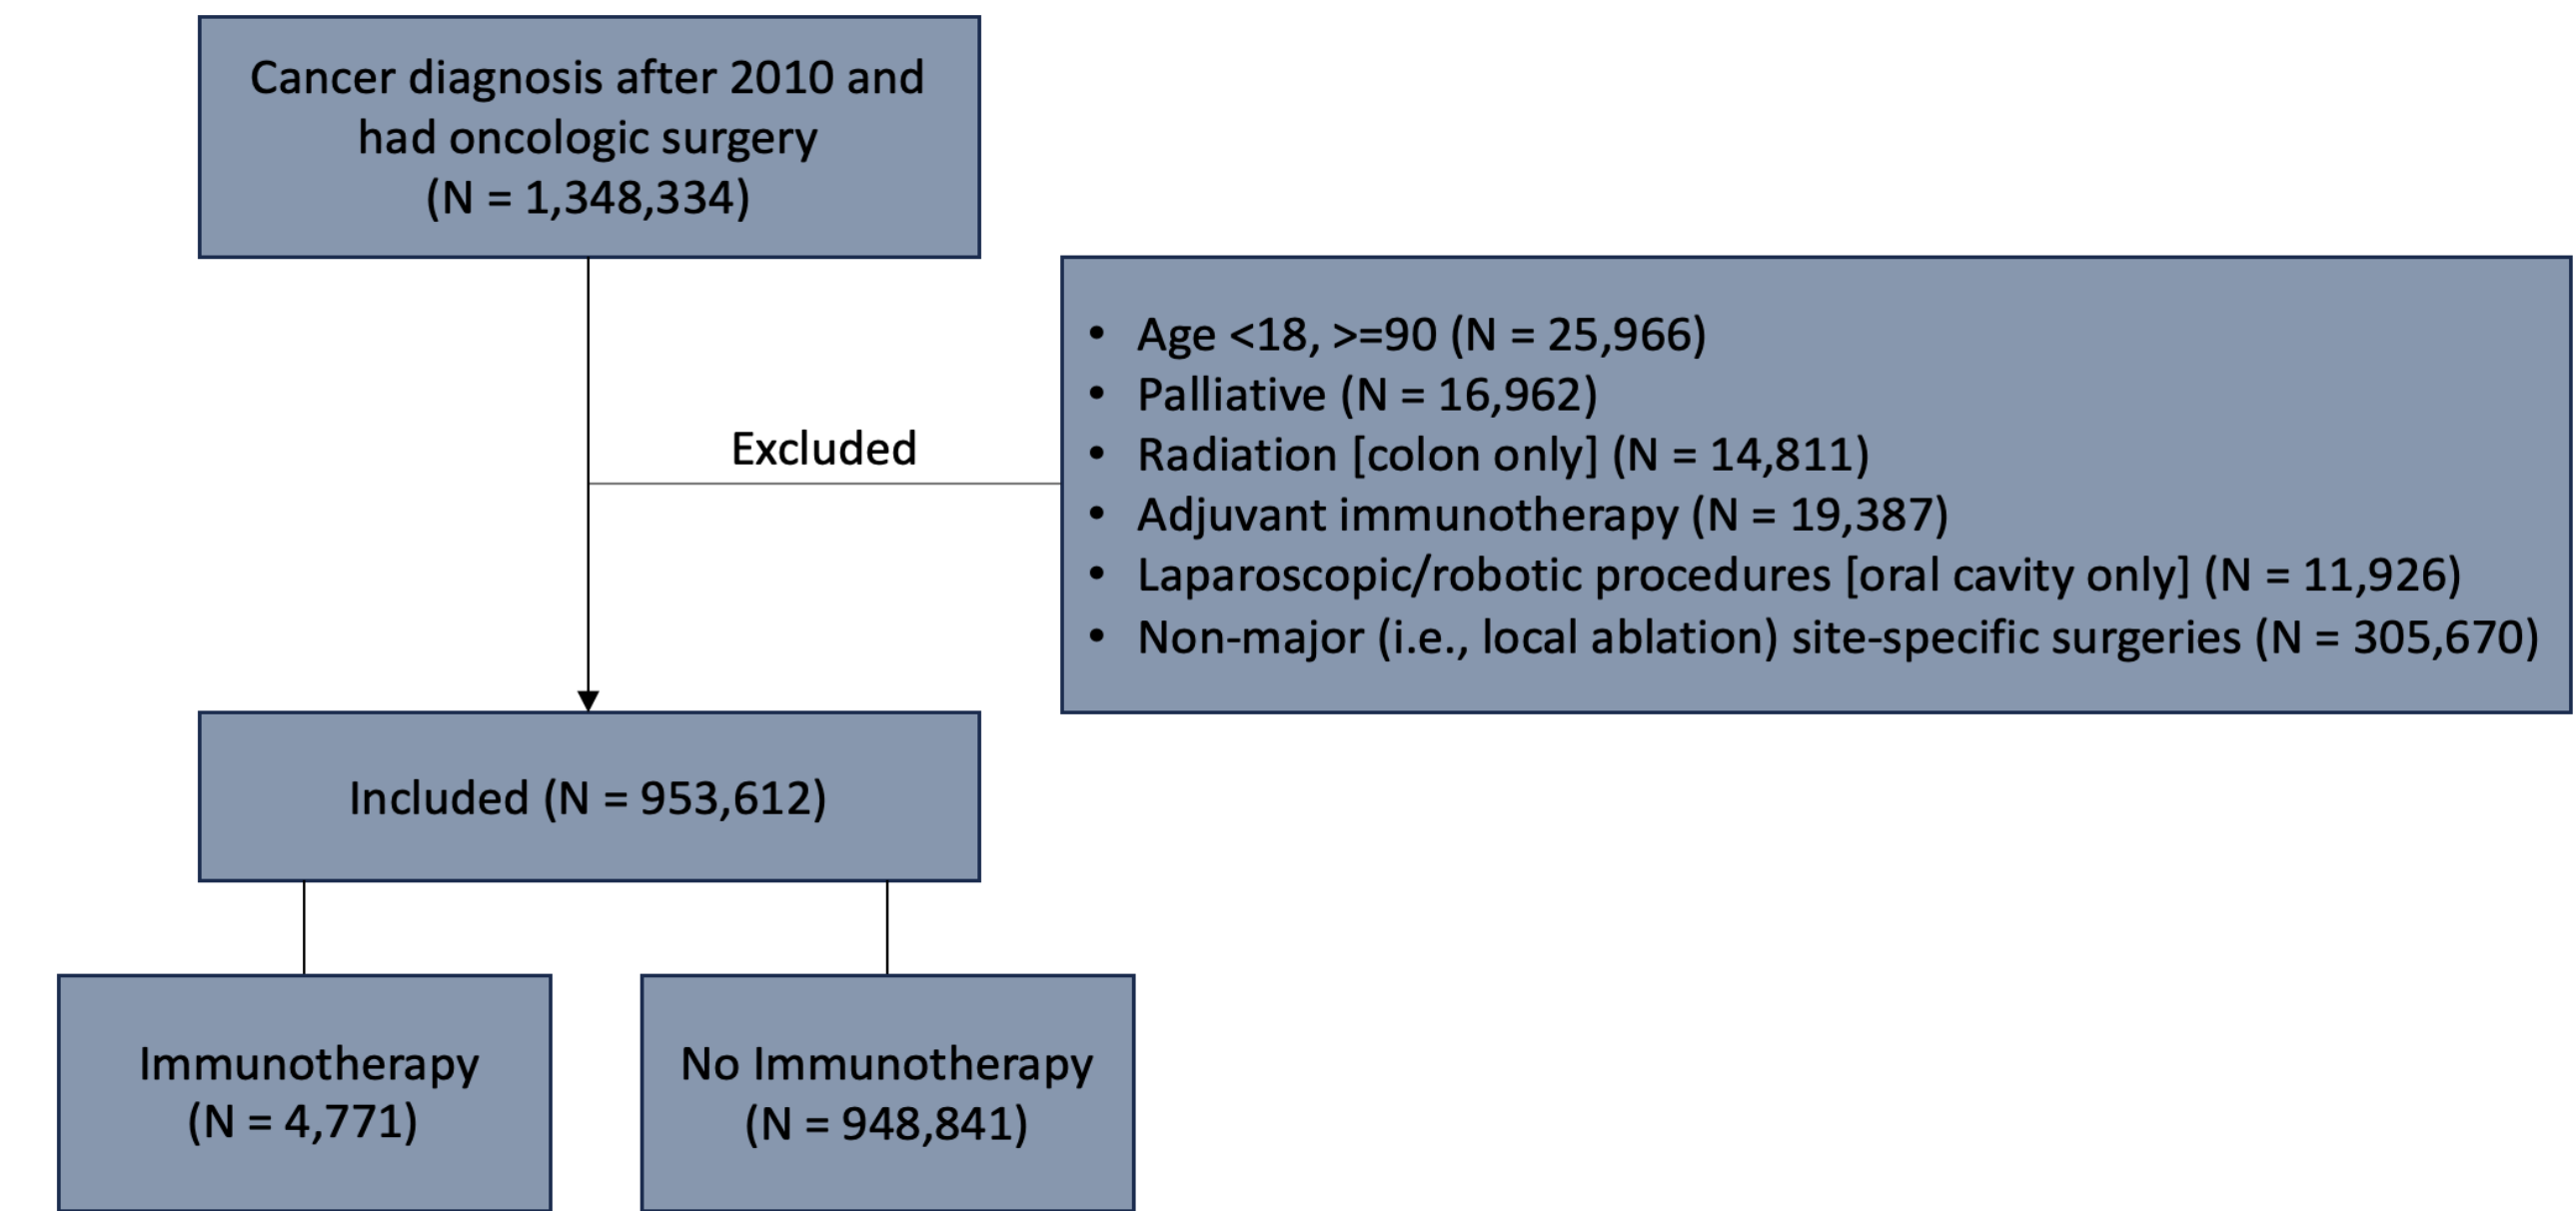 Cancer diagnosis after 2010 and
had oncologic surgery
(N = 1,348,334)
Excluded
• Age <18, >=90 (N = 25,966)
• Palliative (N = 16,962)
• Radiation [colon only] (N = 14,811)
• Adjuvant immunotherapy (N = 19,387)
• Laparoscopic/robotic procedures [oral cavity only] (N = 11,926)
• Non-major (i.e., local ablation) site-specific surgeries (N = 305,670)
Included (N = 953,612)
Immunotherapy
(N = 4,771)
No Immunotherapy
(N = 948,841)